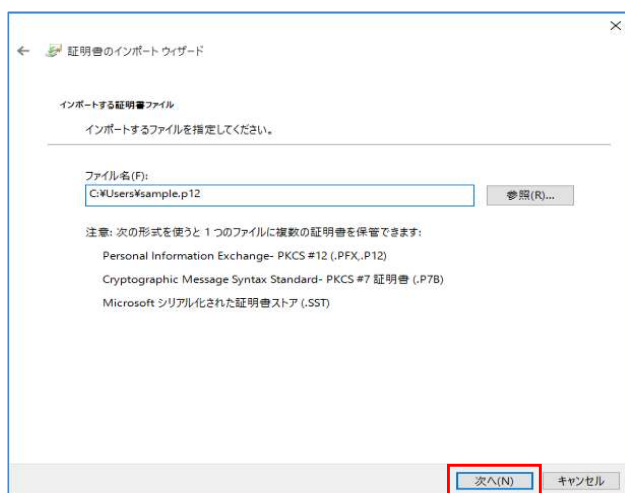 証明書のインポート ウィザード
インポートする証明書ファイル
インポートするファイルを指定してください。
ファイル名(F):
C:¥Users¥sample.p12
参照(R)...
注意: 次の形式を使うと 1 つのファイルに複数の証明書を保管できます:
Personal Information Exchange- PKCS #12 (.PFX,.P12)
Cryptographic Message Syntax Standard- PKCS #7 証明書 (.P7B)
Microsoft シリアル化された証明書ストア (.SST)
次へ(N)
キャンセル